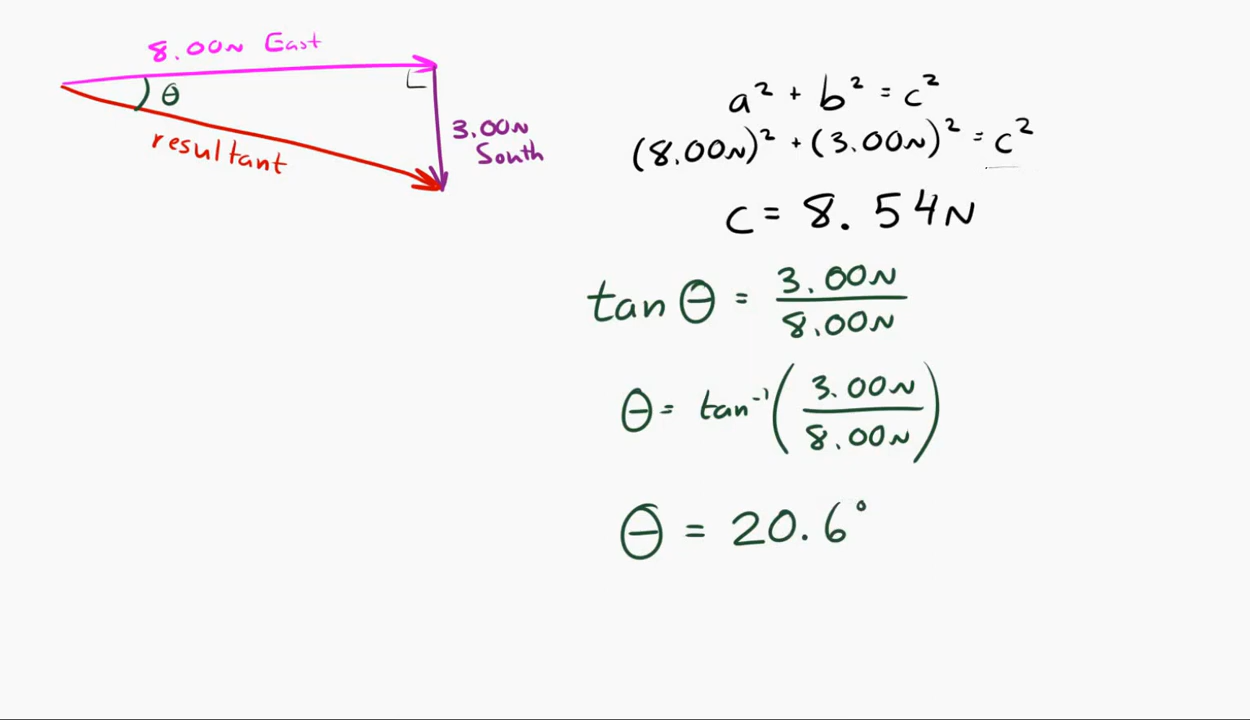 8.00N East
θ
resultant
3.00N
South
a² + b² = c²
(8.00N)² + (3.00N)² = c²
c = 8.54N
tan θ = 3.00N / 8.00N
θ = tan⁻¹(3.00N / 8.00N)
θ = 20.6°